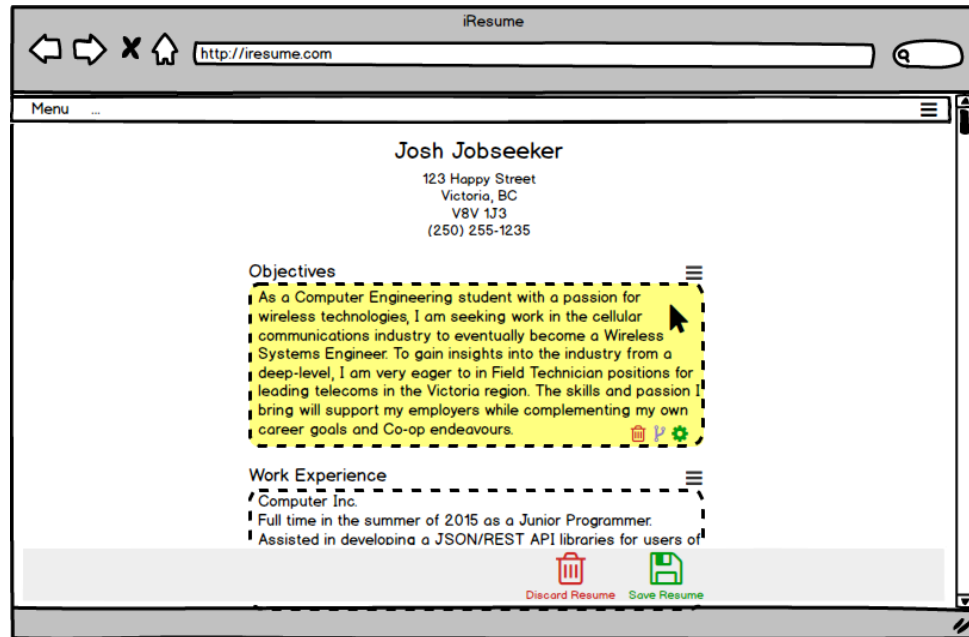 iResume
http://iresume.com
Menu ...
Josh Jobseeker
123 Happy Street
Victoria, BC
V8V 1J3
(250) 255-1235
Objectives
As a Computer Engineering student with a passion for
wireless technologies, I am seeking work in the cellular
communications industry to eventually become a Wireless
Systems Engineer. To gain insights into the industry from a
deep-level, I am very eager to in Field Technician positions for
leading telecoms in the Victoria region. The skills and passion I
bring will support my employers while complementing my own
career goals and Co-op endeavours.
Work Experience
Computer Inc.
Full time in the summer of 2015 as a Junior Programmer.
Assisted in developing a JSON/REST API libraries for users of
Discard Resume Save Resume